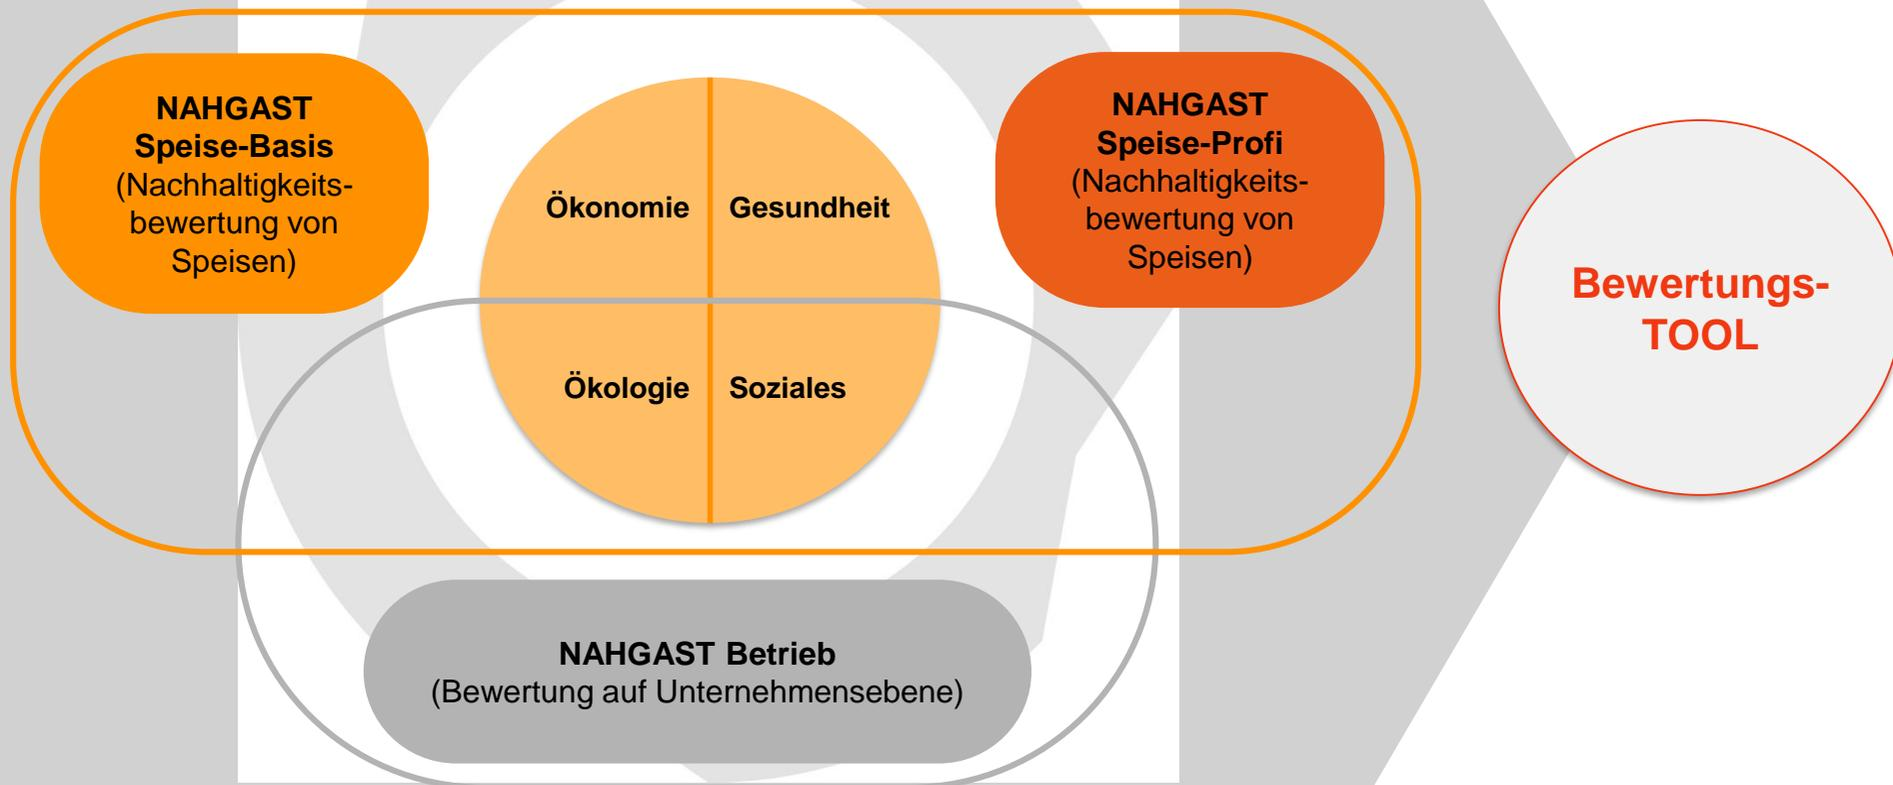 NAHGAST
Speise-Basis
(Nachhaltigkeits-
bewertung von
Speisen)
Ökonomie
Gesundheit
Ökologie
Soziales
NAHGAST
Speise-Profi
(Nachhaltigkeits-
bewertung von
Speisen)
Bewertungs-
TOOL
NAHGAST Betrieb
(Bewertung auf Unternehmensebene)